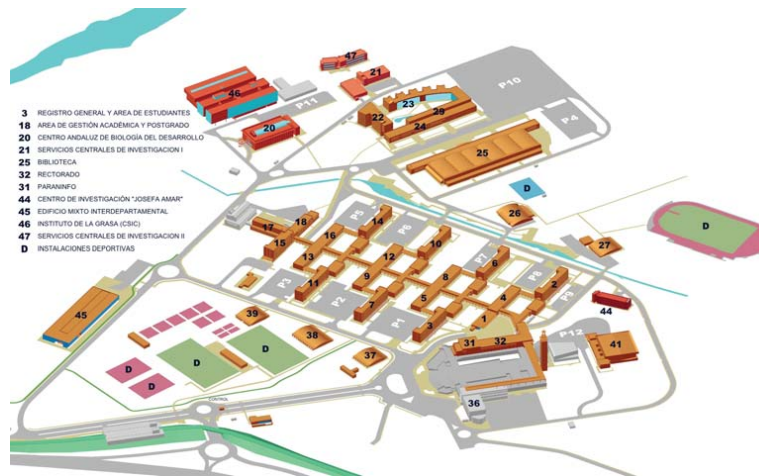 3 REGISTRO GENERAL Y AREA DE ESTUDIANTES
18 AREA DE GESTIÓN ACADÉMICA Y POSTGRADO
20 CENTRO ANDALUZ DE BIOLOGÍA DEL DESARROLLO
21 SERVICIOS CENTRALES DE INVESTIGACION I
25 BIBLIOTECA
32 RECTORADO
31 PARANINFO
44 CENTRO DE INVESTIGACIÓN "JOSEFA AMAR"
45 EDIFICIO MIXTO INTERDEPARTAMENTAL
46 INSTITUTO DE LA GRASA (CSIC)
47 SERVICIOS CENTRALES DE INVESTIGACION II
D INSTALACIONES DEPORTIVAS
47
21
46
P11
P10
23
29
22
24
20
P4
25
D
26
27
D
17
18
16
P5
14
P6
15
13
12
10
P7
6
P3
11
9
8
P8
2
P9
P2
7
5
4
44
45
39
38
37
P1
3
1
31
32
P12
41
D
D
D
D
36
CONTROL